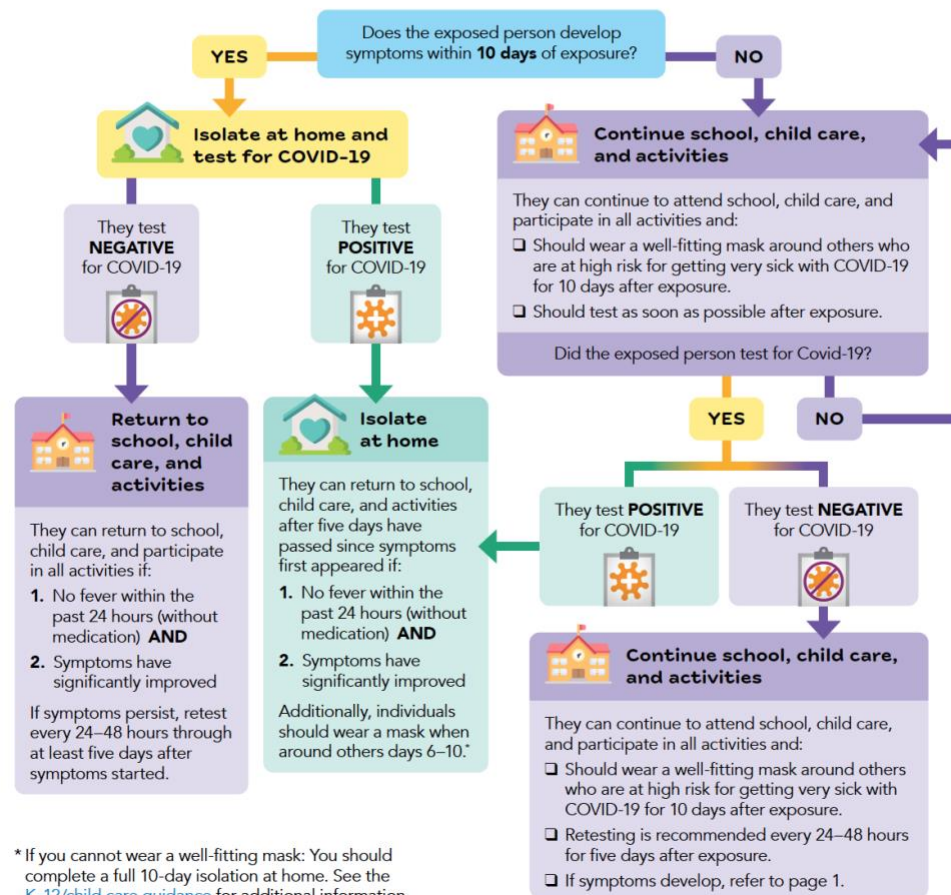 Does the exposed person develop
symptoms within 10 days of exposure?
YES
NO
Isolate at home and
test for COVID-19
They test
NEGATIVE
for COVID-19
They test
POSITIVE
for COVID-19
Return to
school, child
care, and
activities
They can return to school,
child care, and participate
in all activities if:
1. No fever within the
past 24 hours (without
medication) AND
2. Symptoms have
significantly improved
If symptoms persist, retest
every 24–48 hours through
at least five days after
symptoms started.
Isolate
at home
They can return to school,
child care, and activities
after five days have
passed since symptoms
first appeared if:
1. No fever within the
past 24 hours (without
medication) AND
2. Symptoms have
significantly improved
Additionally, individuals
should wear a mask when
around others days 6–10.*
Continue school, child care,
and activities
They can continue to attend school, child care, and
participate in all activities and:
❑ Should wear a well-fitting mask around others who
are at high risk for getting very sick with COVID-19
for 10 days after exposure.
❑ Should test as soon as possible after exposure.
Did the exposed person test for Covid-19?
YES
NO
They test POSITIVE
for COVID-19
They test NEGATIVE
for COVID-19
Continue school, child care,
and activities
They can continue to attend school, child care,
and participate in all activities and:
❑ Should wear a well-fitting mask around others
who are at high risk for getting very sick with
COVID-19 for 10 days after exposure.
❑ Retesting is recommended every 24–48 hours
for five days after exposure.
❑ If symptoms develop, refer to page 1.
* If you cannot wear a well-fitting mask: You should
complete a full 10-day isolation at home. See the
K-12/child care guidance for additional information